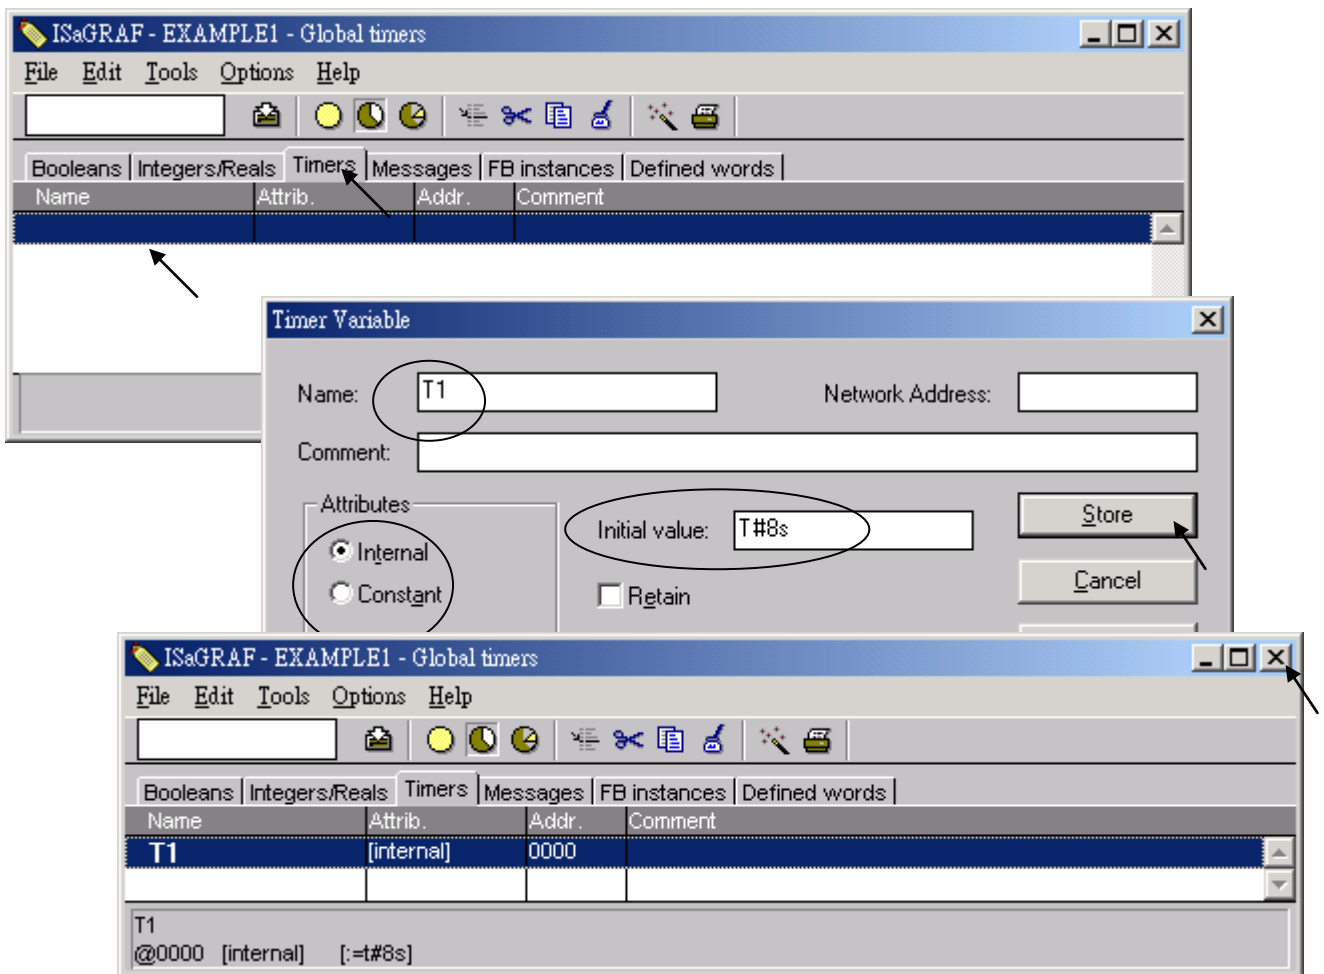 ISaGRAF - EXAMPLE1 - Global timers
File Edit Tools Options Help
Booleans Integers/Reals Timers Messages FB instances Defined words
Name Attrib. Addr. Comment
Timer Variable
Name: T1 Network Address:
Comment:
Attributes
Initial value: T#8s Store
Internal
Cancel
Constant Retain
ISaGRAF - EXAMPLE1 - Global timers
File Edit Tools Options Help
Booleans Integers/Reals Timers Messages FB instances Defined words
Name Attrib. Addr. Comment
T1 [internal] 0000
T1
@0000 [internal] [:=t#8s]